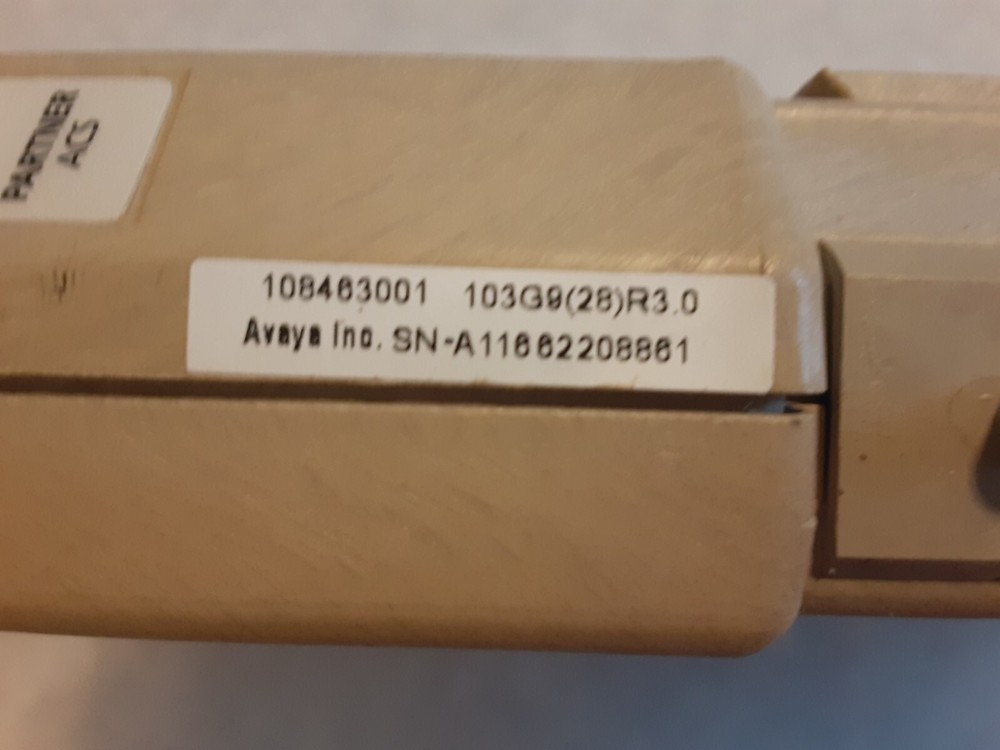 PARTNER
ACS
108463001 103G9(28)R3.0
Avaya Inc. SN-A11662208861